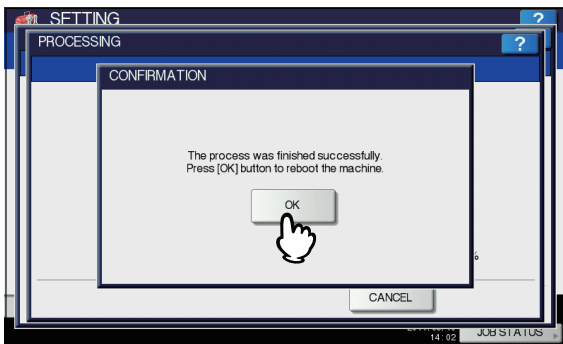 SETTING
?
PROCESSING
?
CONFIRMATION
The process was finished successfully.
Press [OK] button to reboot the machine.
OK
%
CANCEL
14:02
JOB STATUS